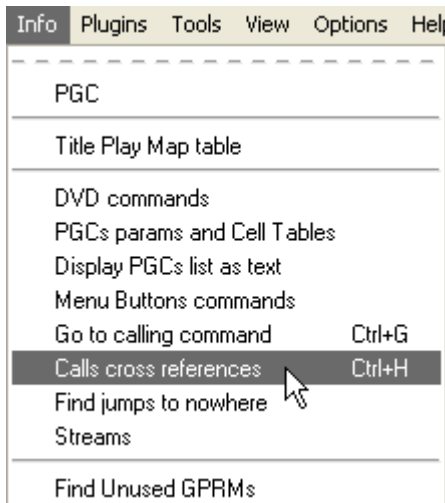 Info Plugins Tools View Options Help
PGC
Title Play Map table
DVD commands
PGCs params and Cell Tables
Display PGCs list as text
Menu Buttons commands
Go to calling command Ctrl+G
Calls cross references Ctrl+H
Find jumps to nowhere
Streams
Find Unused GPRMs